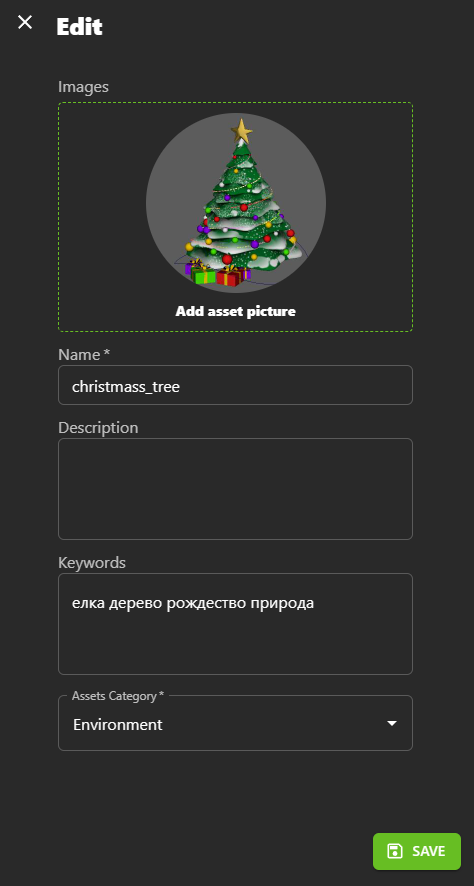 Edit
Images
Add asset picture
Name *
christmass_tree
Description
Keywords
елка дерево рождество природа
Assets Category *
Environment
SAVE